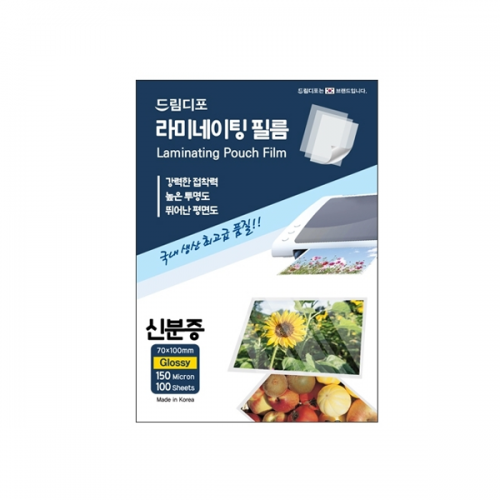 드림디포는 브랜드입니다.
드림디포
라미네이팅 필름
Laminating Pouch Film
강력한 접착력
높은 투명도
뛰어난 평면도
국내 생산 최고급 품질!!
신분증
70×100mm
Glossy
150 Micron
100 Sheets
Made in Korea